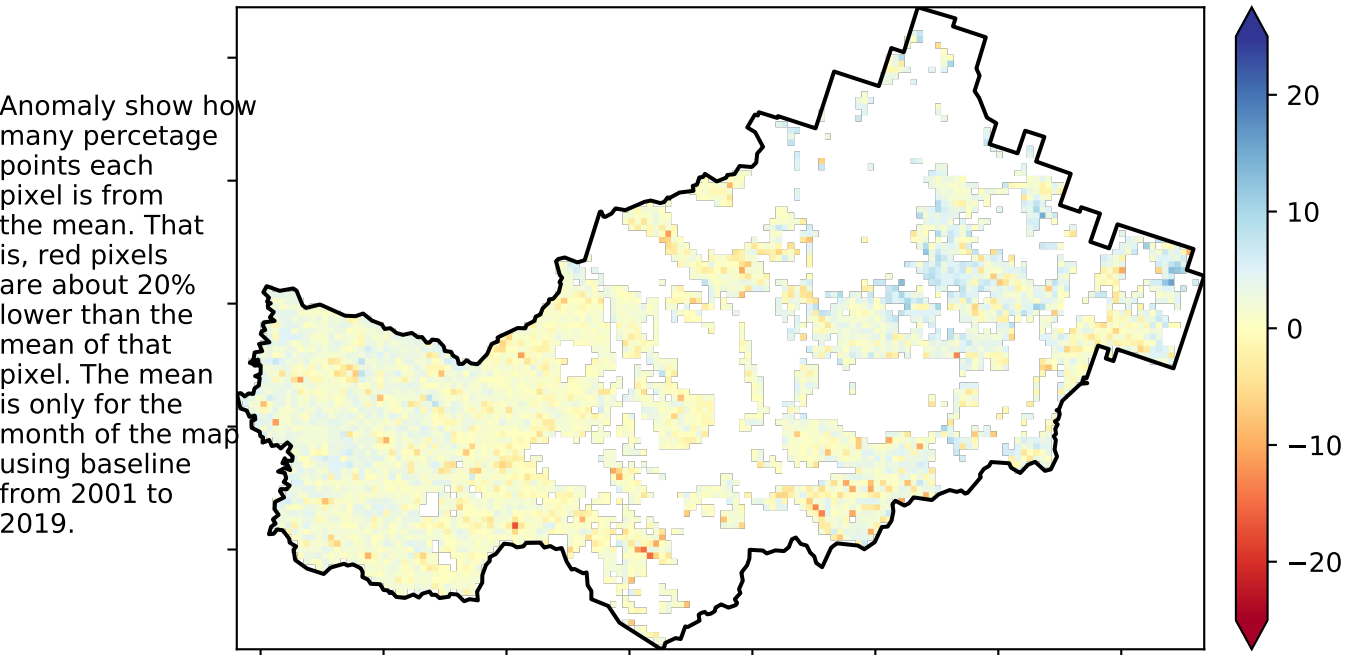 Anomaly show how
many percetage
points each
pixel is from
the mean. That
is, red pixels
are about 20%
lower than the
mean of that
pixel. The mean
is only for the
month of the map
using baseline
from 2001 to
2019.
20
10
0
−10
−20